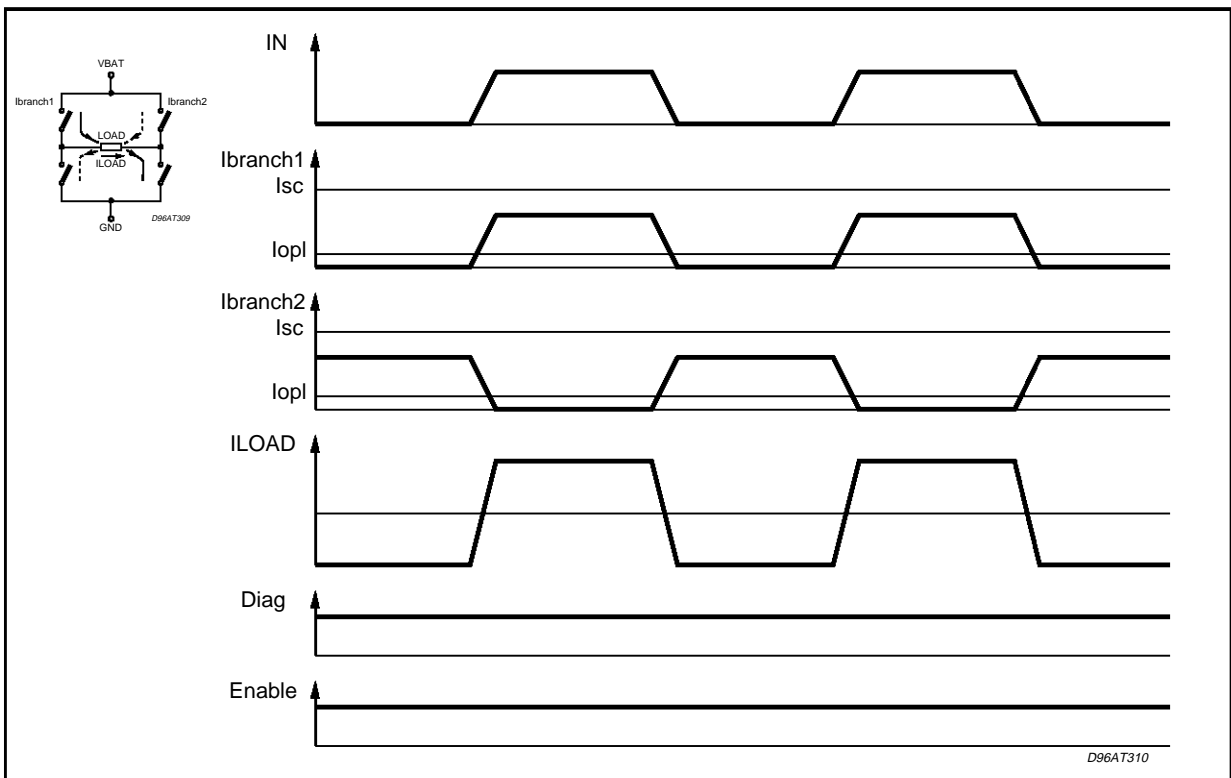 IN
VBAT
Ibranch1
Ibranch2
LOAD
ILOAD
D96AT309
GND
Ibranch1
Isc
Iopl
Ibranch2
Isc
Iopl
ILOAD
Diag
Enable
D96AT310